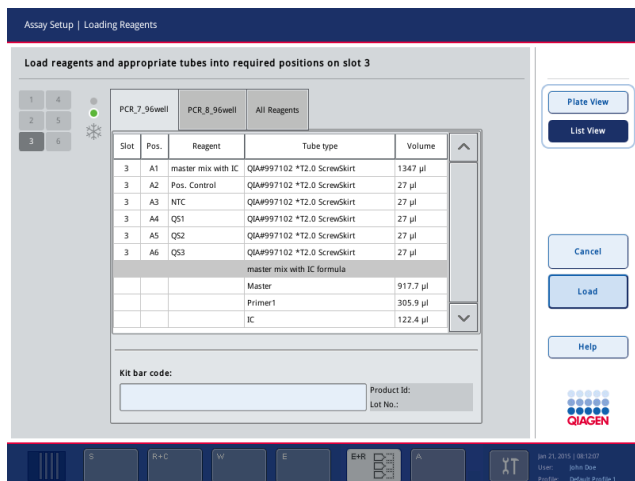 Assay Setup | Loading Reagents
Load reagents and appropriate tubes into required positions on slot 3
1 4
2 5
3 6
PCR_7_96well PCR_8_96well All Reagents
Slot Pos. Reagent Tube type Volume
3 A1 master mix with IC QIA#997102 *T2.0 ScrewSkirt 1347 µl
3 A2 Pos. Control QIA#997102 *T2.0 ScrewSkirt 27 µl
3 A3 NTC QIA#997102 *T2.0 ScrewSkirt 27 µl
3 A4 QS1 QIA#997102 *T2.0 ScrewSkirt 27 µl
3 A5 QS2 QIA#997102 *T2.0 ScrewSkirt 27 µl
3 A6 QS3 QIA#997102 *T2.0 ScrewSkirt 27 µl
master mix with IC formula
Master 917.7 µl
Primer1 305.9 µl
IC 122.4 µl
Kit bar code:
Product Id:
Lot No.:
Plate View
List View
Cancel
Load
Help
QIAGEN
S R+C W E E+R A
Jan 21, 2015 | 08:12:07
User: John Doe
Profile: Default Profile 1